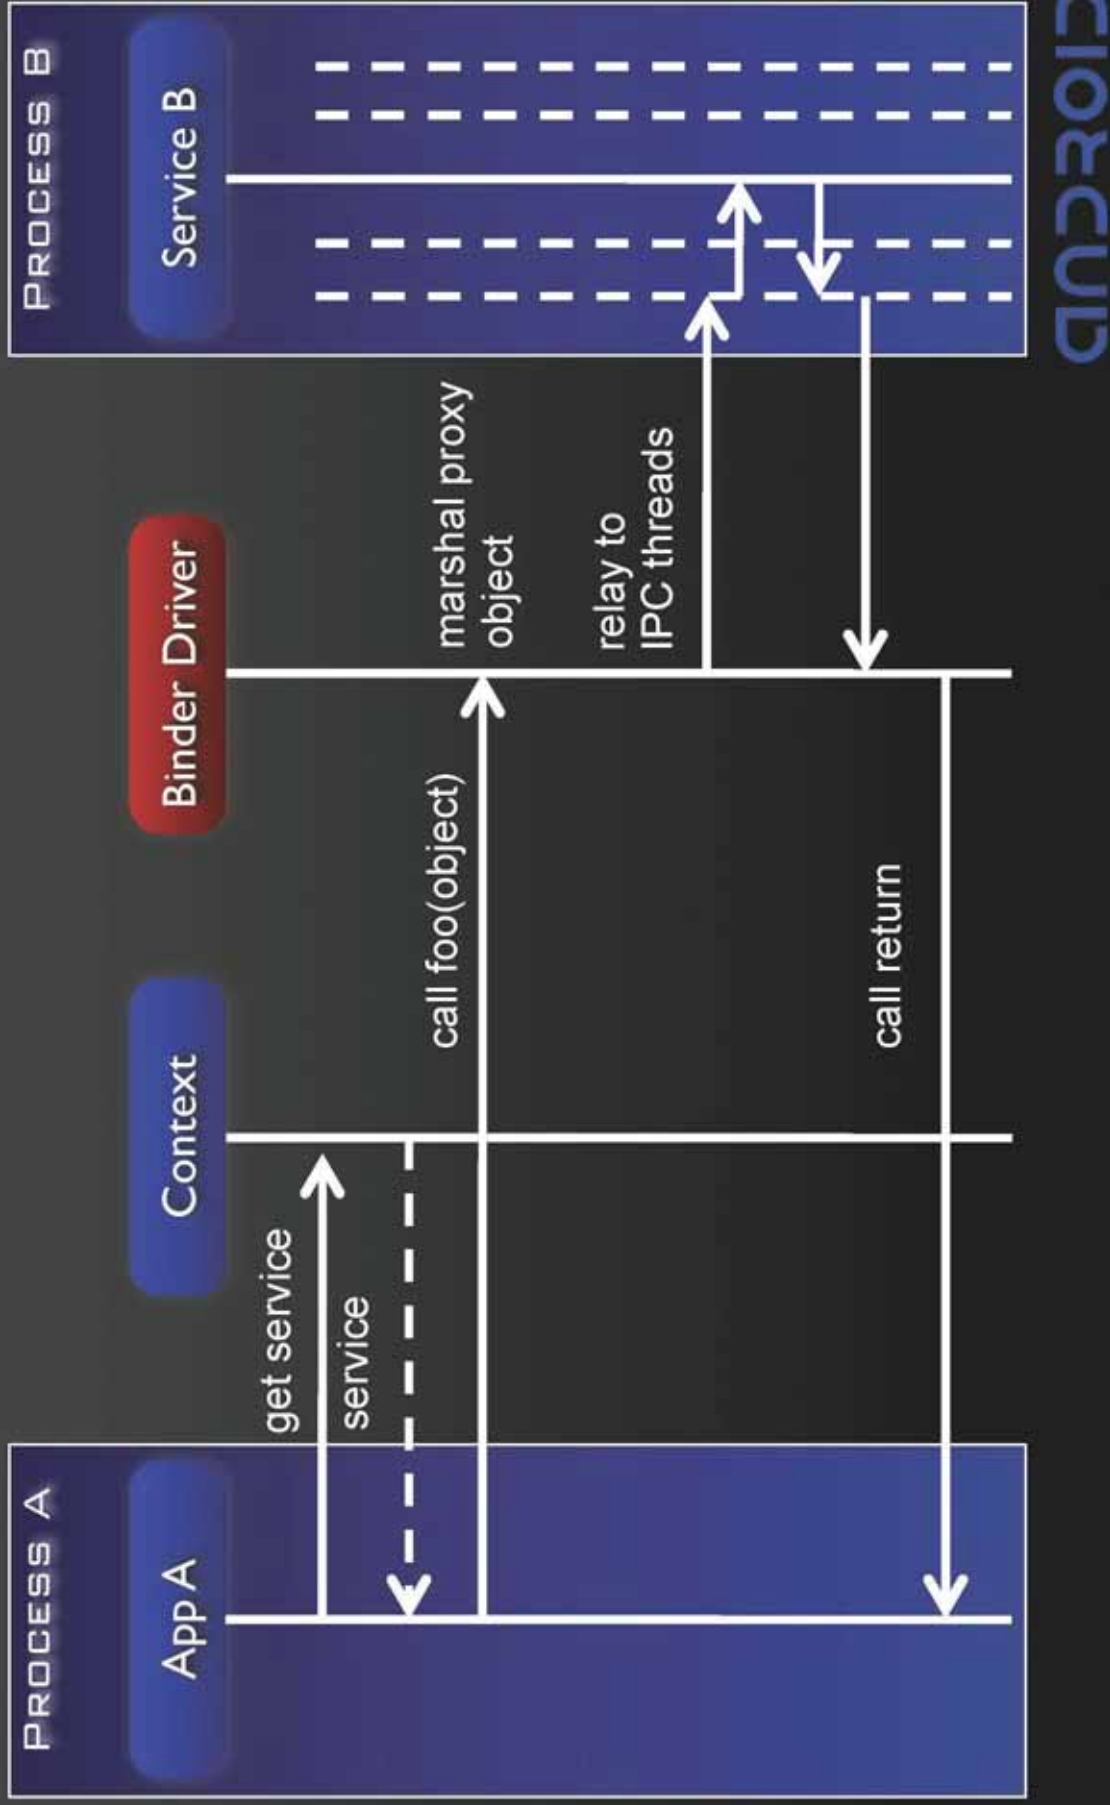 PROCESS A
PROCESS B
App A
Context
Binder Driver
Service B
get service
service
call foo(object)
marshal proxy
object
relay to
IPC threads
call return
ANDROID